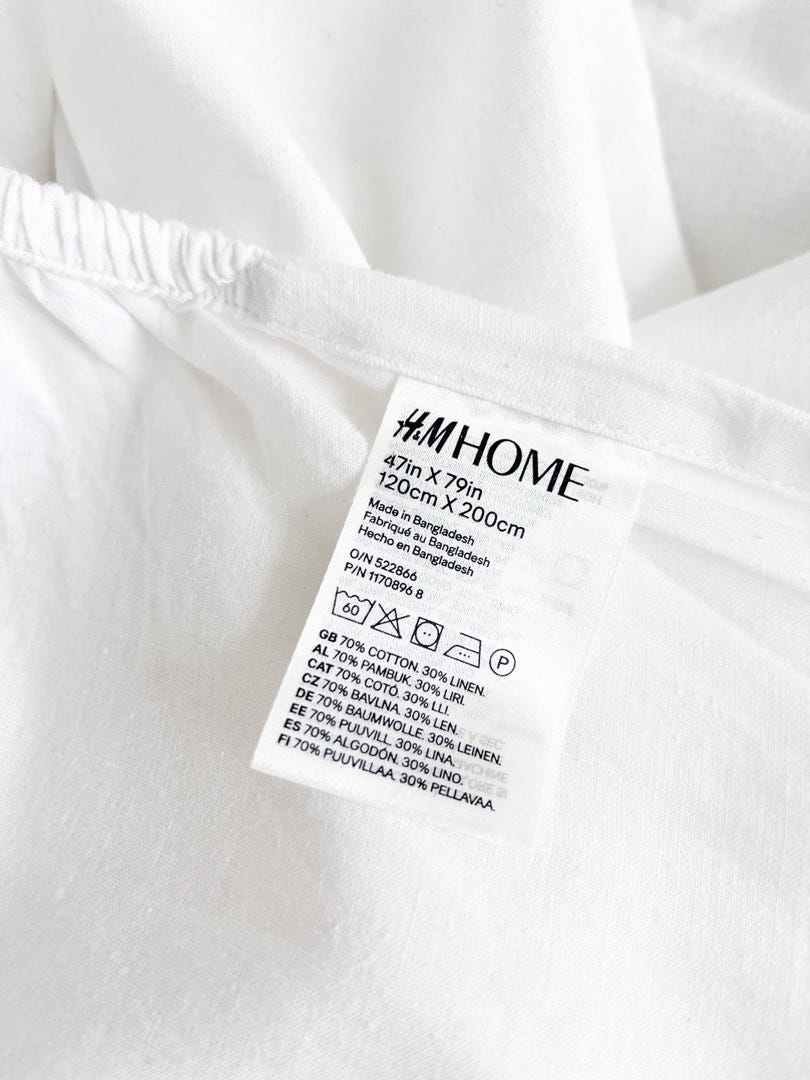 H&M HOME
47in X 79in
120cm X 200cm
Made in Bangladesh
Fabriqué au Bangladesh
Hecho en Bangladesh
O/N 522866
P/N 1170896 8
60 P
GB 70% COTTON. 30% LINEN.
AL 70% PAMBUK. 30% LIRI.
CAT 70% COTÓ. 30% LLI.
CZ 70% BAVLNA. 30% LEN.
DE 70% BAUMWOLLE. 30% LEINEN.
EE 70% PUUVILL. 30% LINA.
ES 70% ALGODÓN. 30% LINO.
FI 70% PUUVILLAA. 30% PELLAVAA.